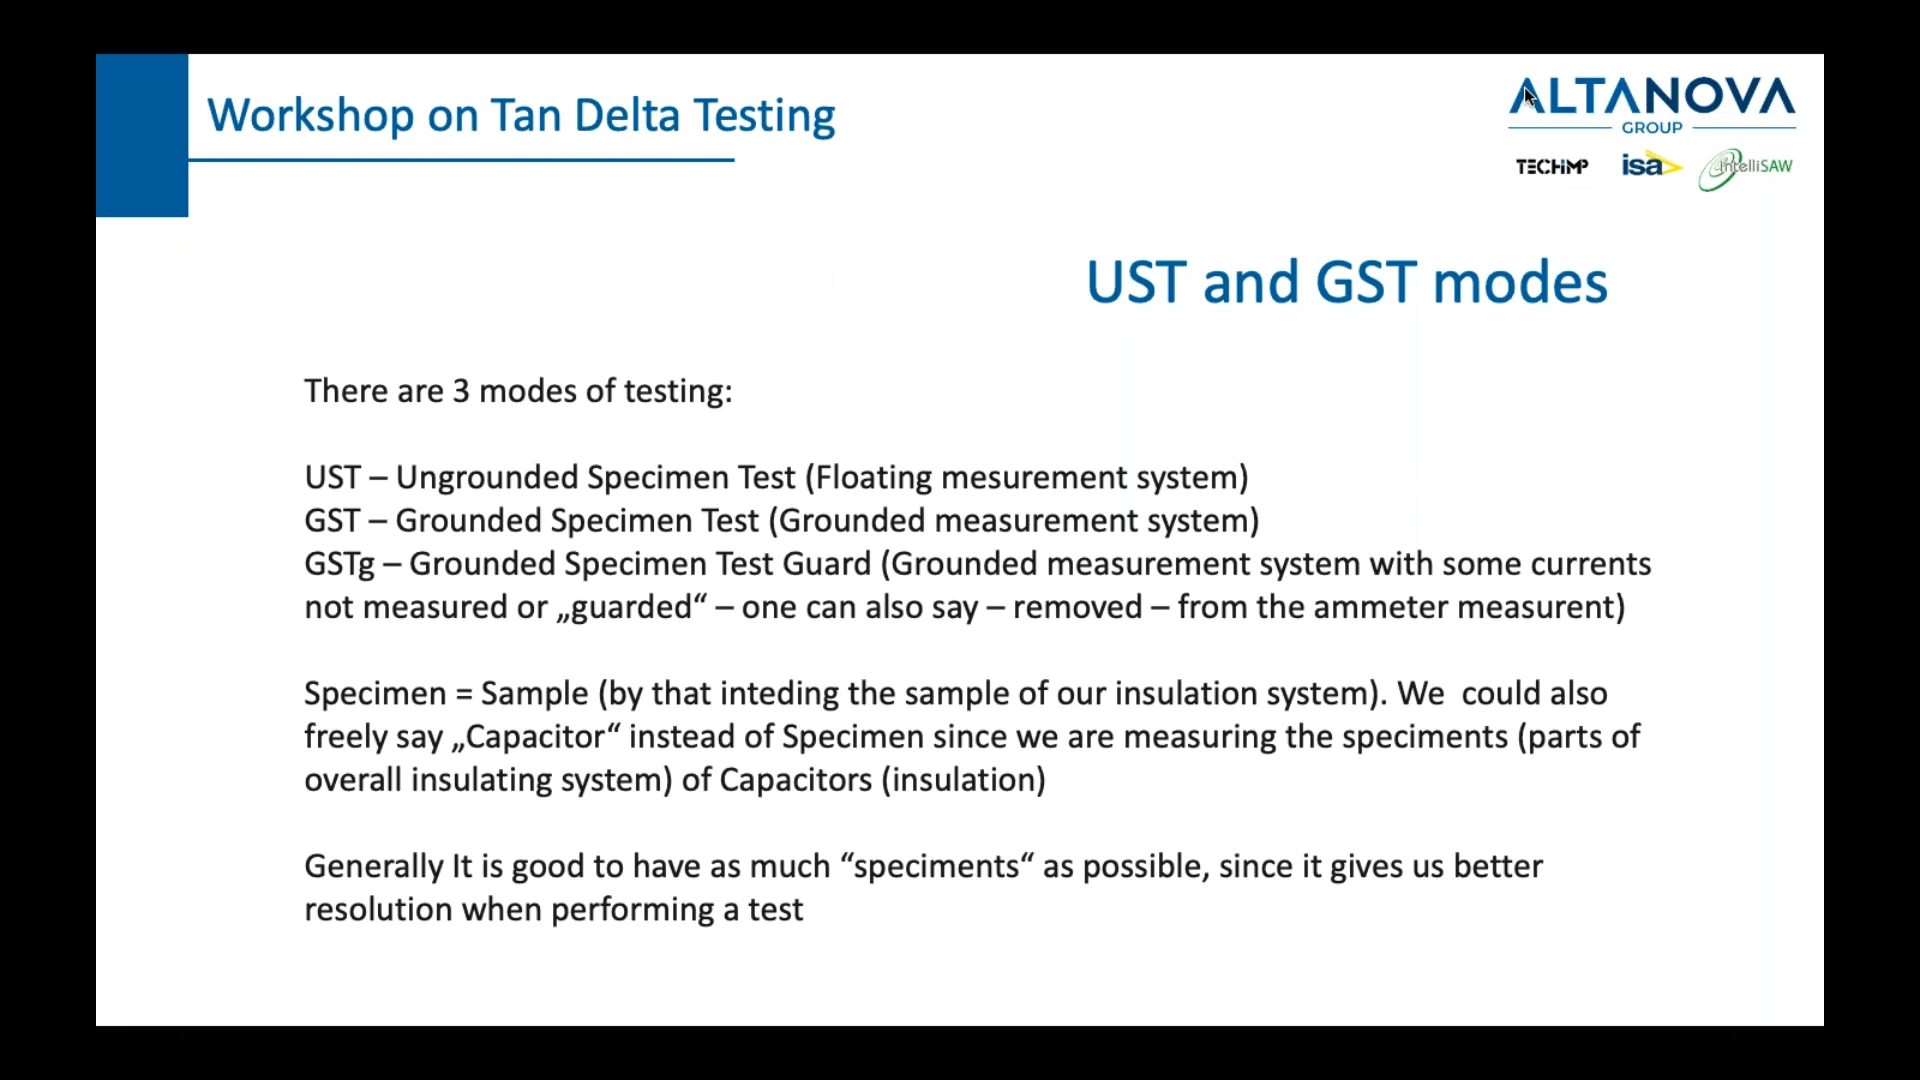 Workshop on Tan Delta Testing
ALTANOVA
GROUP
TECHIMP
isa
intelliSAW
UST and GST modes
There are 3 modes of testing:
UST – Ungrounded Specimen Test (Floating mesurement system)
GST – Grounded Specimen Test (Grounded measurement system)
GSTg – Grounded Specimen Test Guard (Grounded measurement system with some currents
not measured or „guarded“ – one can also say – removed – from the ammeter measurent)
Specimen = Sample (by that inteding the sample of our insulation system). We  could also
freely say „Capacitor“ instead of Specimen since we are measuring the speciments (parts of
overall insulating system) of Capacitors (insulation)
Generally It is good to have as much “speciments“ as possible, since it gives us better
resolution when performing a test